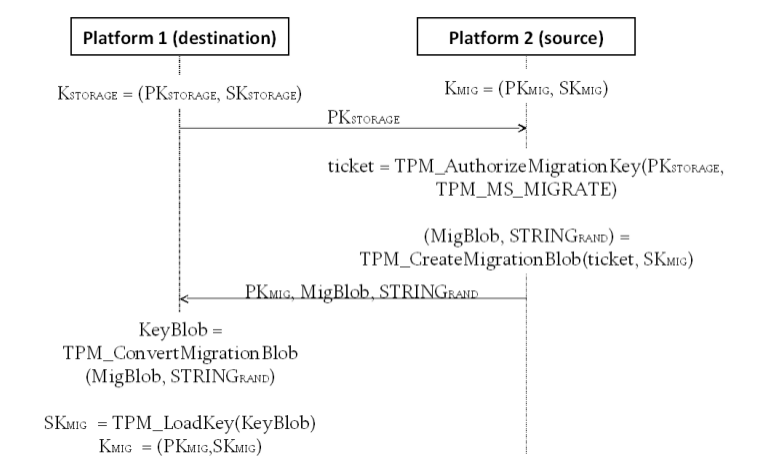 Platform 1 (destination)
Platform 2 (source)
KSTORAGE = (PKSTORAGE, SKSTORAGE)
KMIG = (PKMIG, SKMIG)
PKSTORAGE
ticket = TPM_AuthorizeMigrationKey(PKSTORAGE,
TPM_MS_MIGRATE)
(MigBlob, STRINGRAND) =
TPM_CreateMigrationBlob(ticket, SKMIG)
PKMIG, MigBlob, STRINGRAND
KeyBlob =
TPM_ConvertMigrationBlob
(MigBlob, STRINGRAND)
SKMIG = TPM_LoadKey(KeyBlob)
KMIG = (PKMIG,SKMIG)